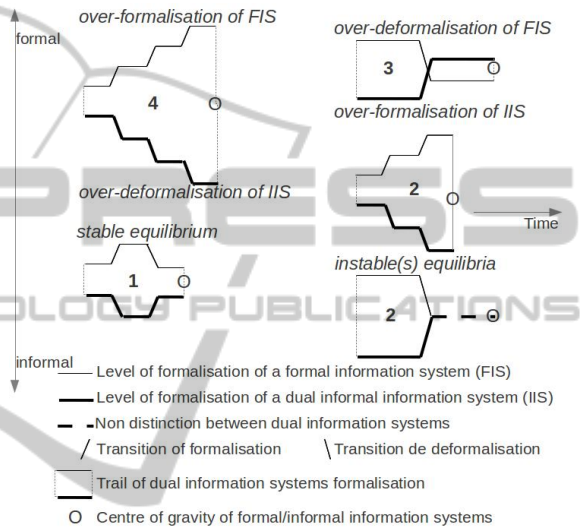 over-formalisation of FIS
formal
4
O
over-deformalisation of IIS
over-deformalisation of FIS
3
O
over-formalisation of IIS
2
O
Time
stable equilibrium
1
O
instable(s) equilibria
2
O
informal
Level of formalisation of a formal information system (FIS)
Level of formalisation of a dual informal information system (IIS)
Non distinction between dual information systems
Transition of formalisation
Transition de deformalisation
Trail of dual information systems formalisation
O Centre of gravity of formal/informal information systems
PRESS
OLOGY PUBLICATIONS